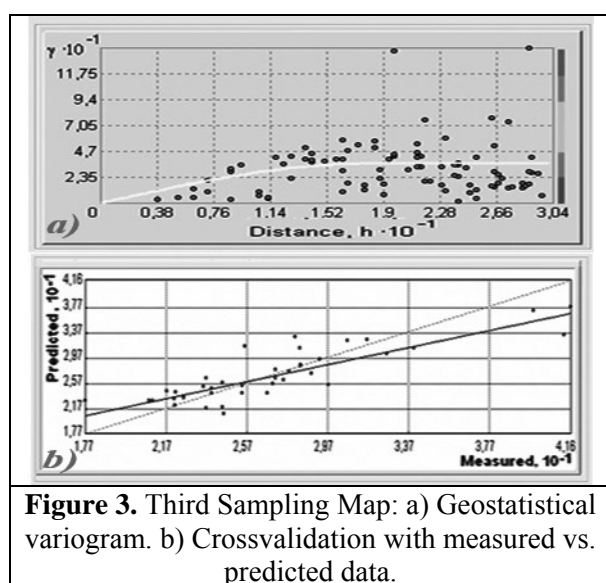 γ ·10⁻¹
11,75
9,4
7,05
4,7
2,35
0 0,38 0,76 1,14 1,52 1,9 2,28 2,66 3,04
a) Distance, h ·10⁻¹
Predicted, 10⁻¹
4,16
3,77
3,37
2,97
2,57
2,17
1,77
1,77 2,17 2,57 2,97 3,37 3,77 4,16
b) Measured, 10⁻¹
Figure 3. Third Sampling Map: a) Geostatistical
variogram. b) Crossvalidation with measured vs.
predicted data.